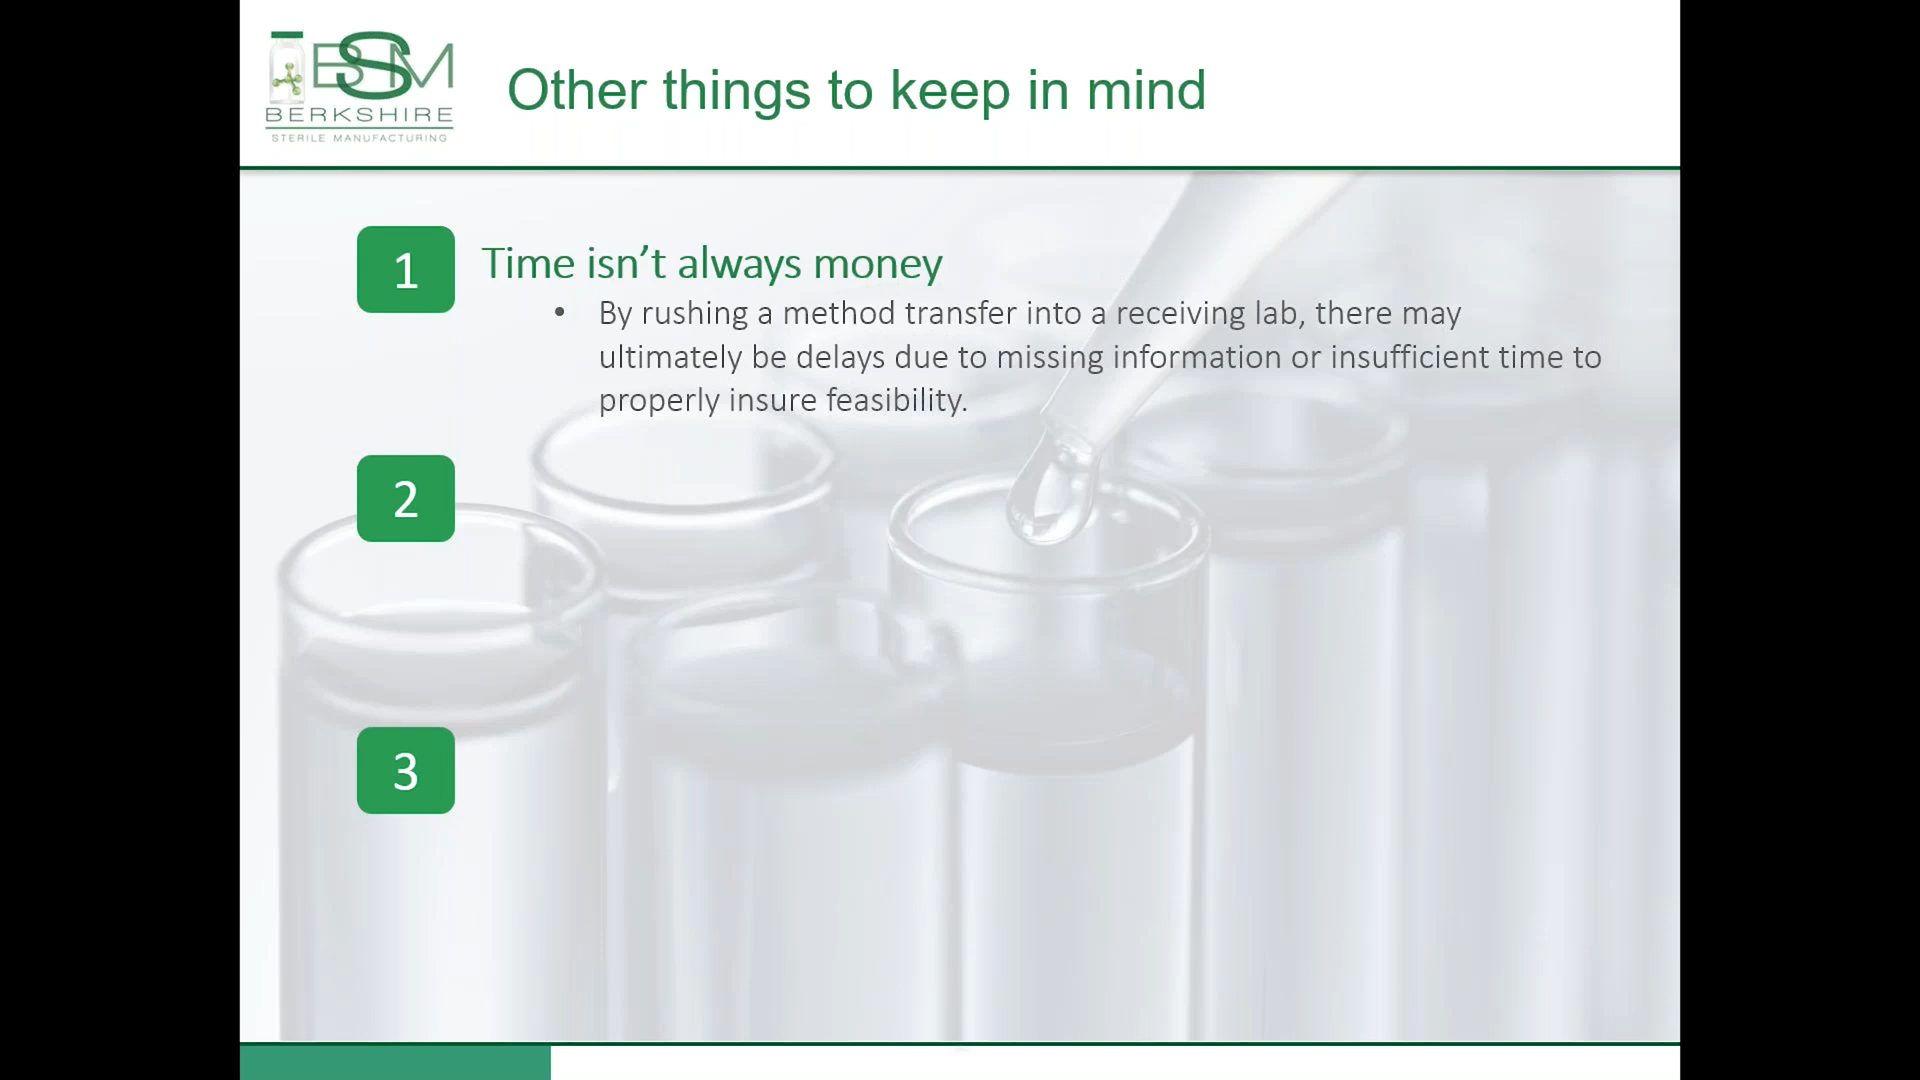 BSM
BERKSHIRE
STERILE MANUFACTURING
Other things to keep in mind
1
Time isn’t always money
• By rushing a method transfer into a receiving lab, there may
ultimately be delays due to missing information or insufficient time to
properly insure feasibility.
2
3